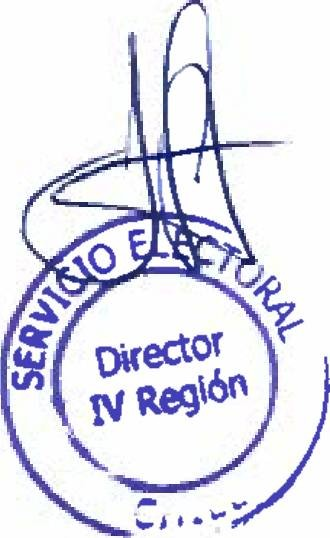 SERVICIO ELECTORAL
Director
IV Región